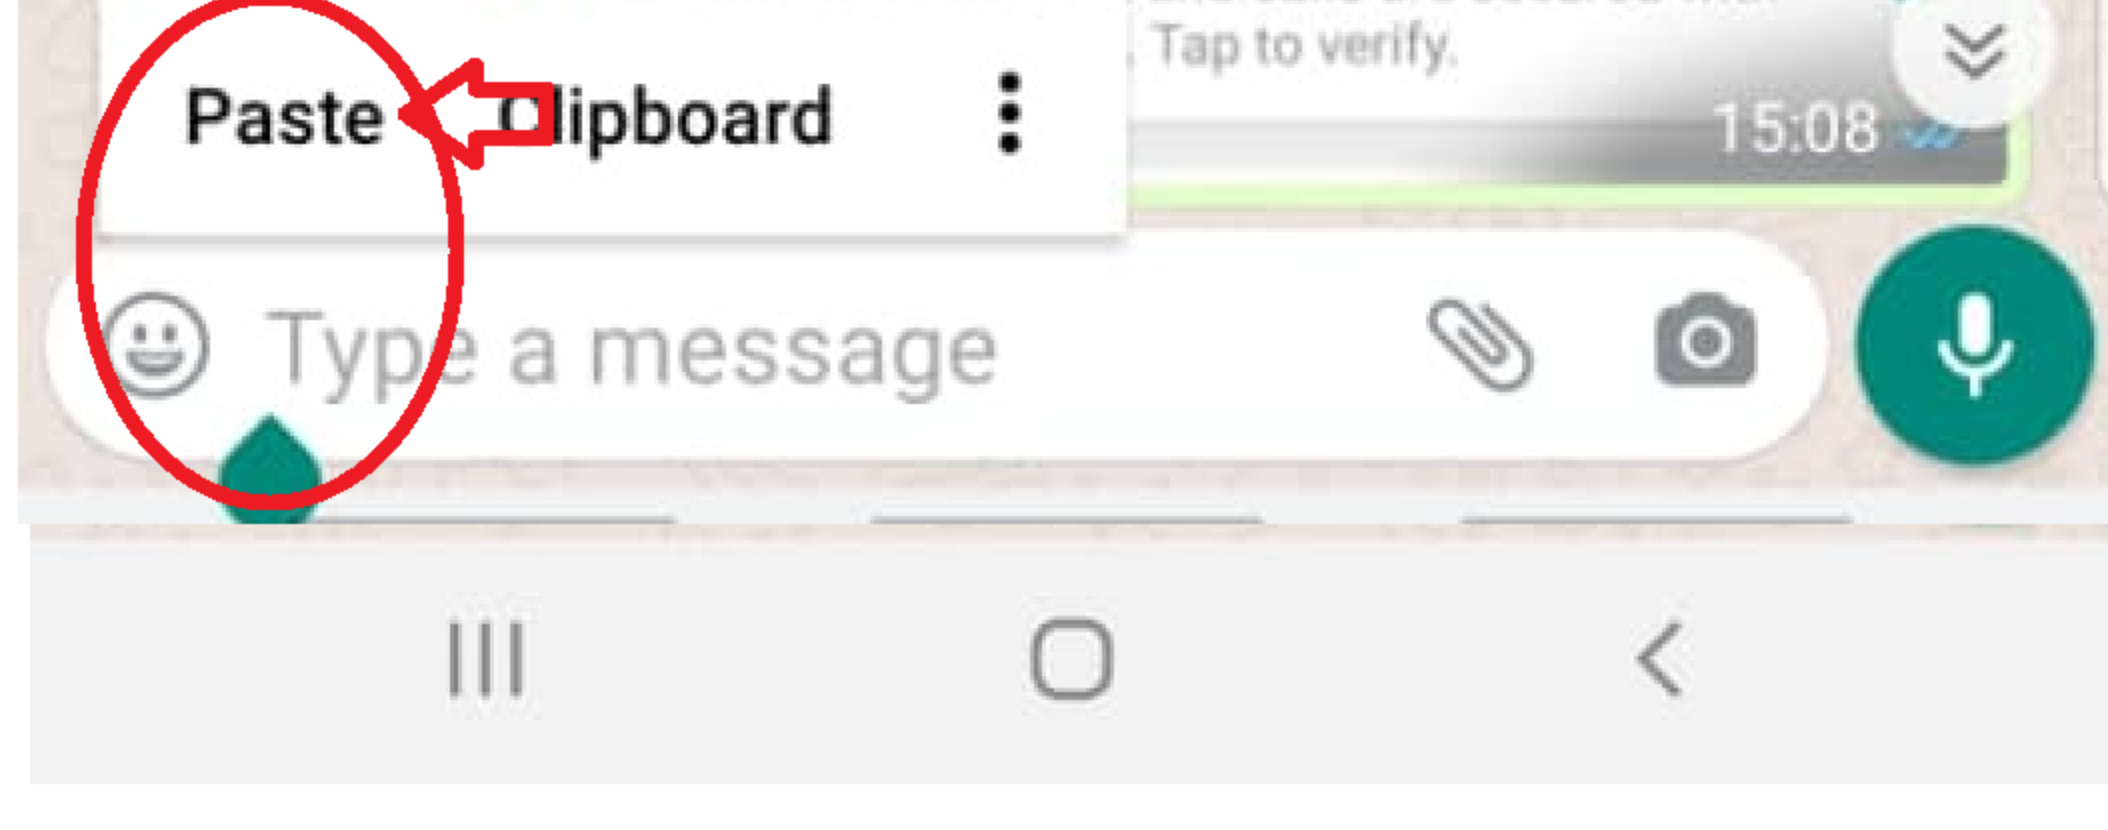 Tap to verify.
Paste Clipboard
15:08
Type a message